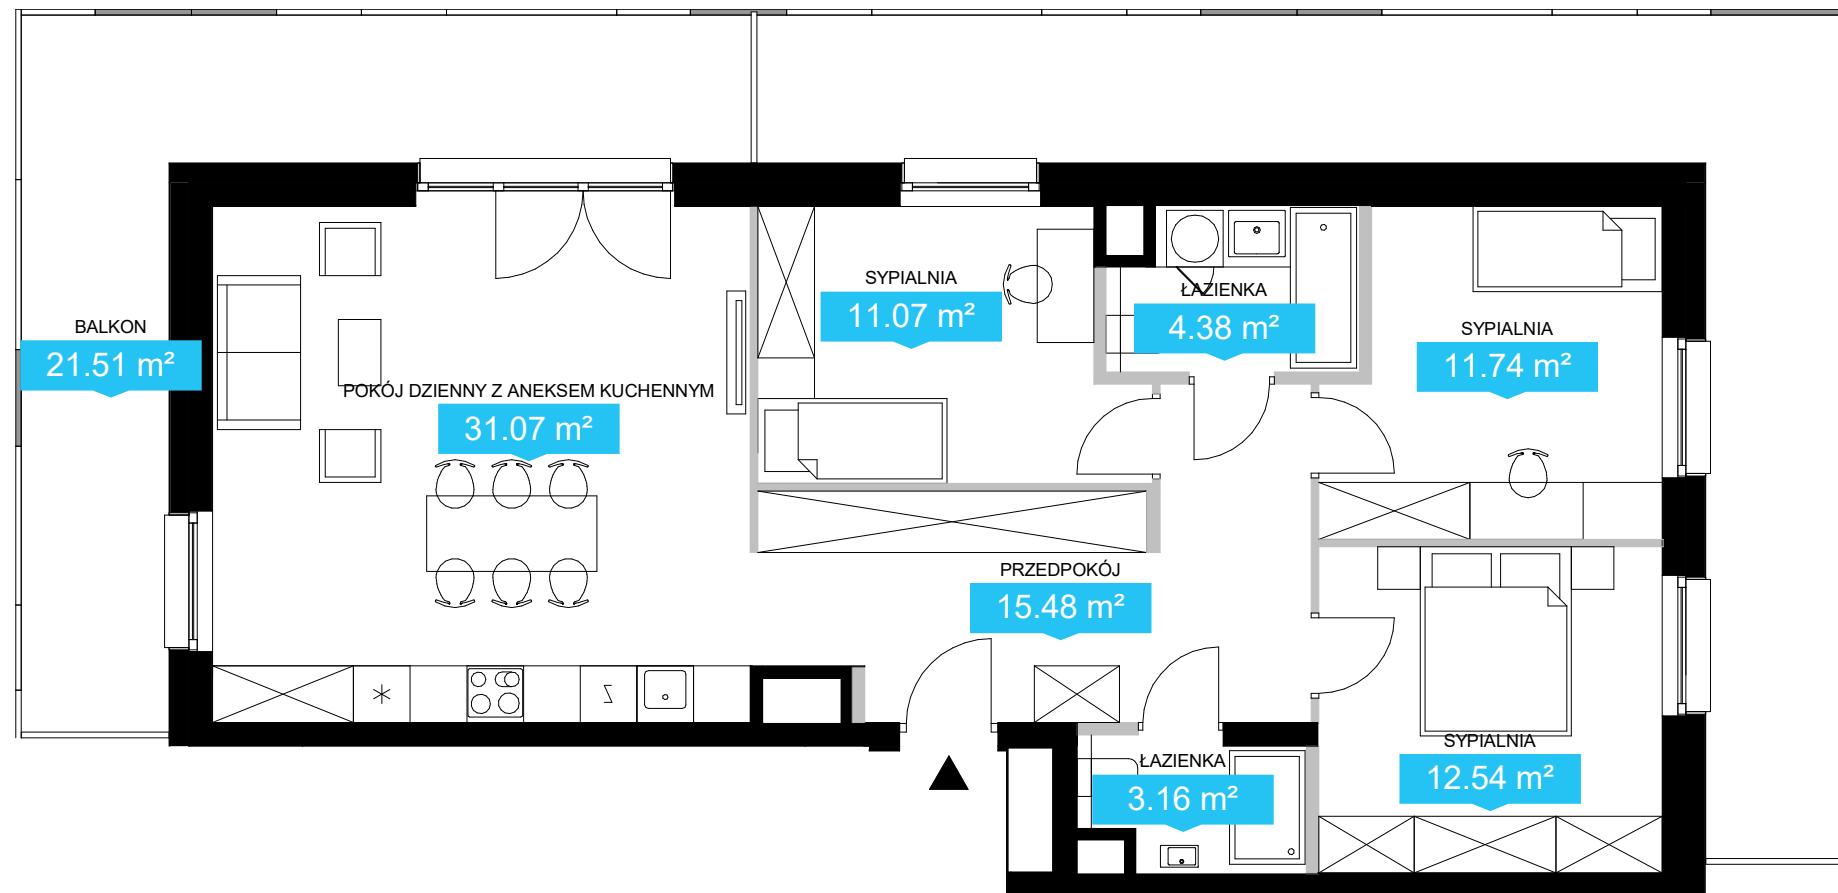 SYPIALNIA
11.07 m²
ŁAZIENKA
4.38 m²
BALKON
21.51 m²
SYPIALNIA
11.74 m²
POKÓJ DZIENNY Z ANEKSEM KUCHENNYM
31.07 m²
PRZEDPOKÓJ
15.48 m²
SYPIALNIA
12.54 m²
ŁAZIENKA
3.16 m²